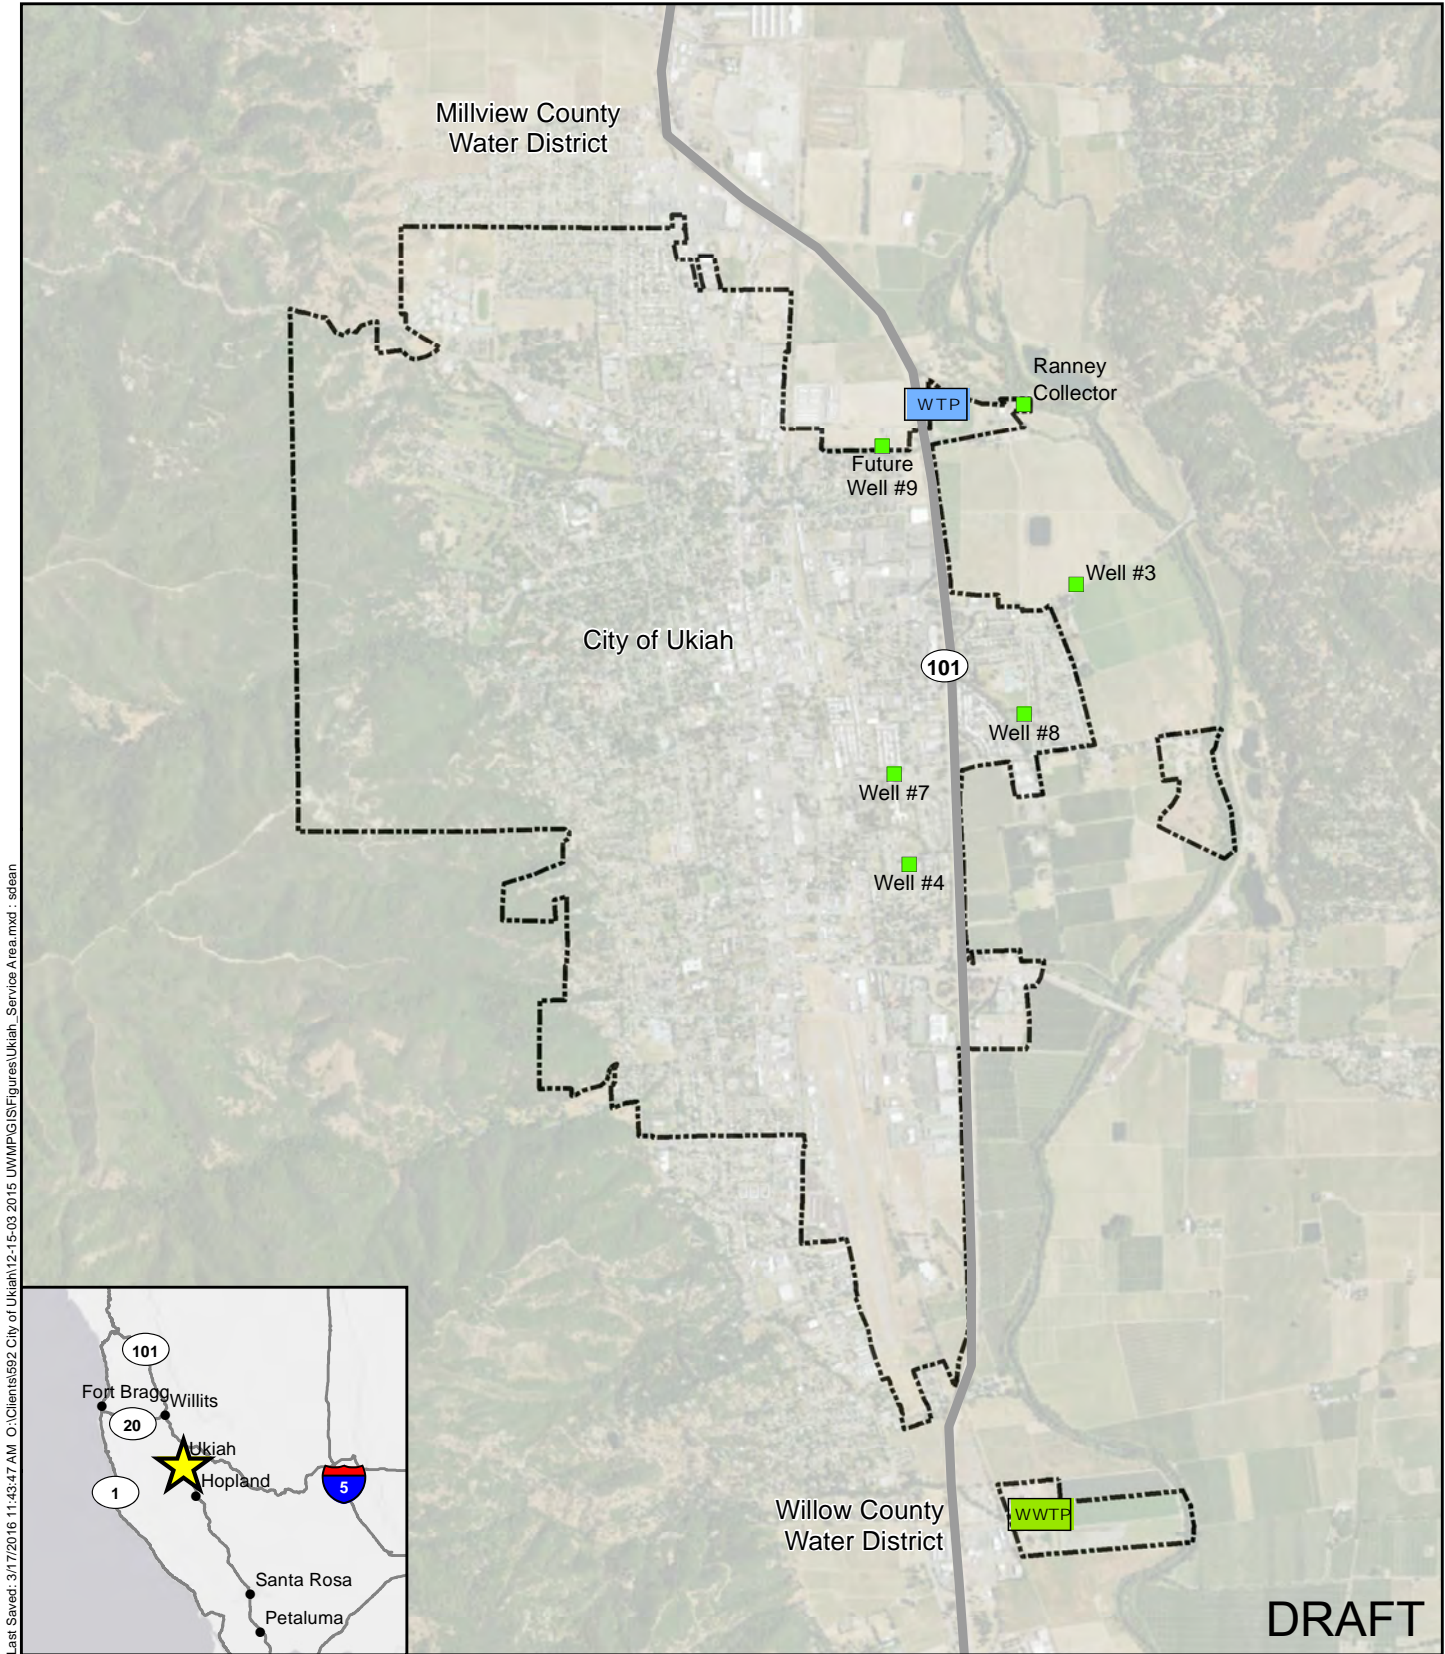 Millview County
Water District
Ranney
Collector
WTP
Future
Well #9
Well #3
City of Ukiah
101
Well #8
Well #7
Well #4
Willow County
Water District
WWTP
DRAFT
101
Fort Bragg
Willits
20
Ukiah
Hopland
1
5
Santa Rosa
Petaluma
Last Saved: 3/17/2016 11:43:47 AM O:\Clients\592 City of Ukiah\12-15-03 2015 UWMP\GIS\Figures\Ukiah_Service Area.mxd : sdean